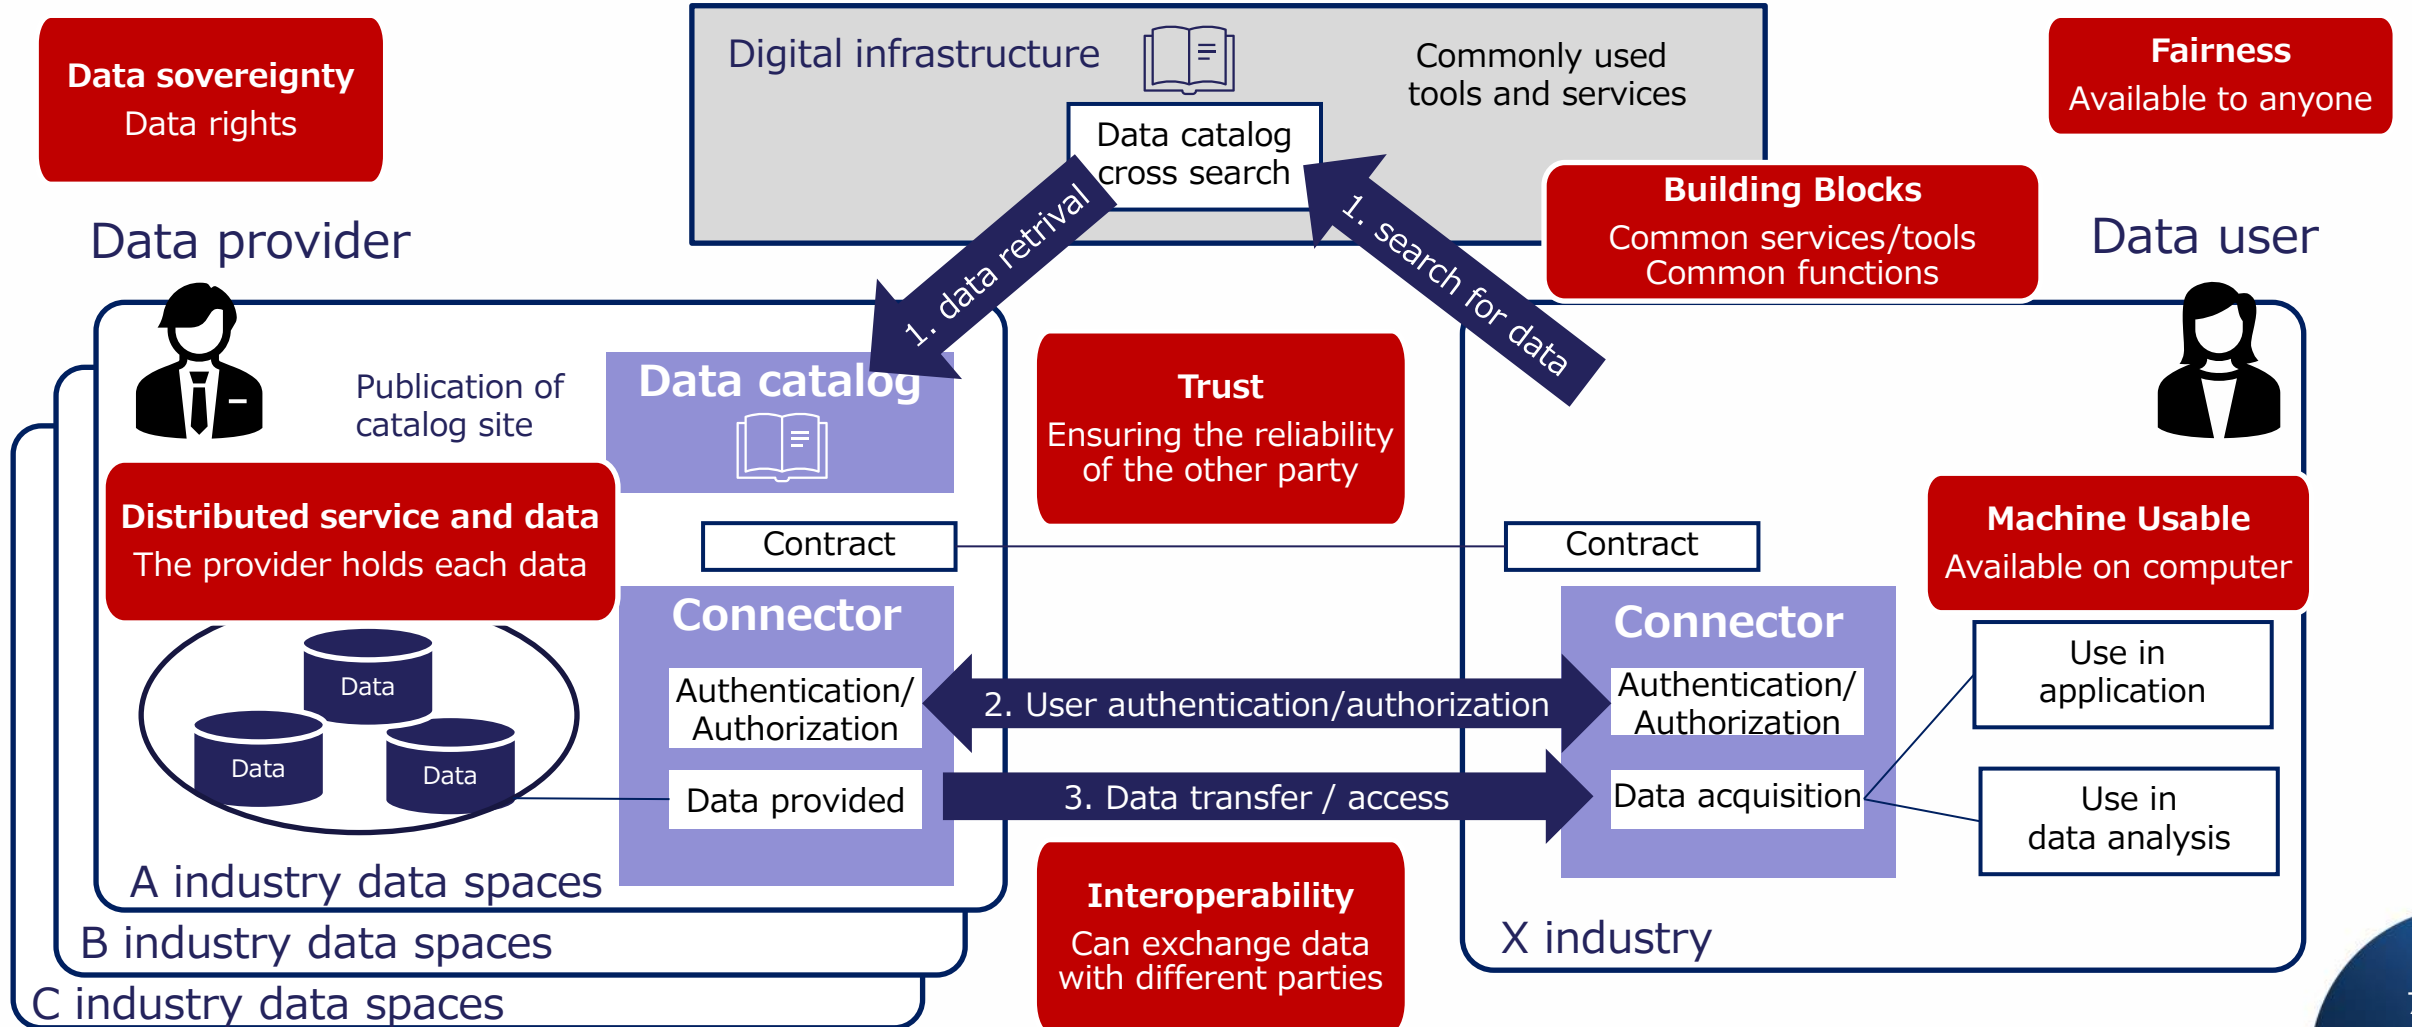 Data sovereignty
Data rights
Digital infrastructure
Commonly used
tools and services
Data catalog
cross search
Fairness
Available to anyone
Building Blocks
Common services/tools
Common functions
Data provider
Data user
1. data retrival
1. search for data
Publication of
catalog site
Data catalog
Trust
Ensuring the reliability
of the other party
Distributed service and data
The provider holds each data
Contract
Contract
Machine Usable
Available on computer
Connector
Connector
Data
Data
Data
Authentication/
Authorization
2. User authentication/authorization
Authentication/
Authorization
Use in
application
Data provided
3. Data transfer / access
Data acquisition
Use in
data analysis
A industry data spaces
B industry data spaces
C industry data spaces
Interoperability
Can exchange data
with different parties
X industry